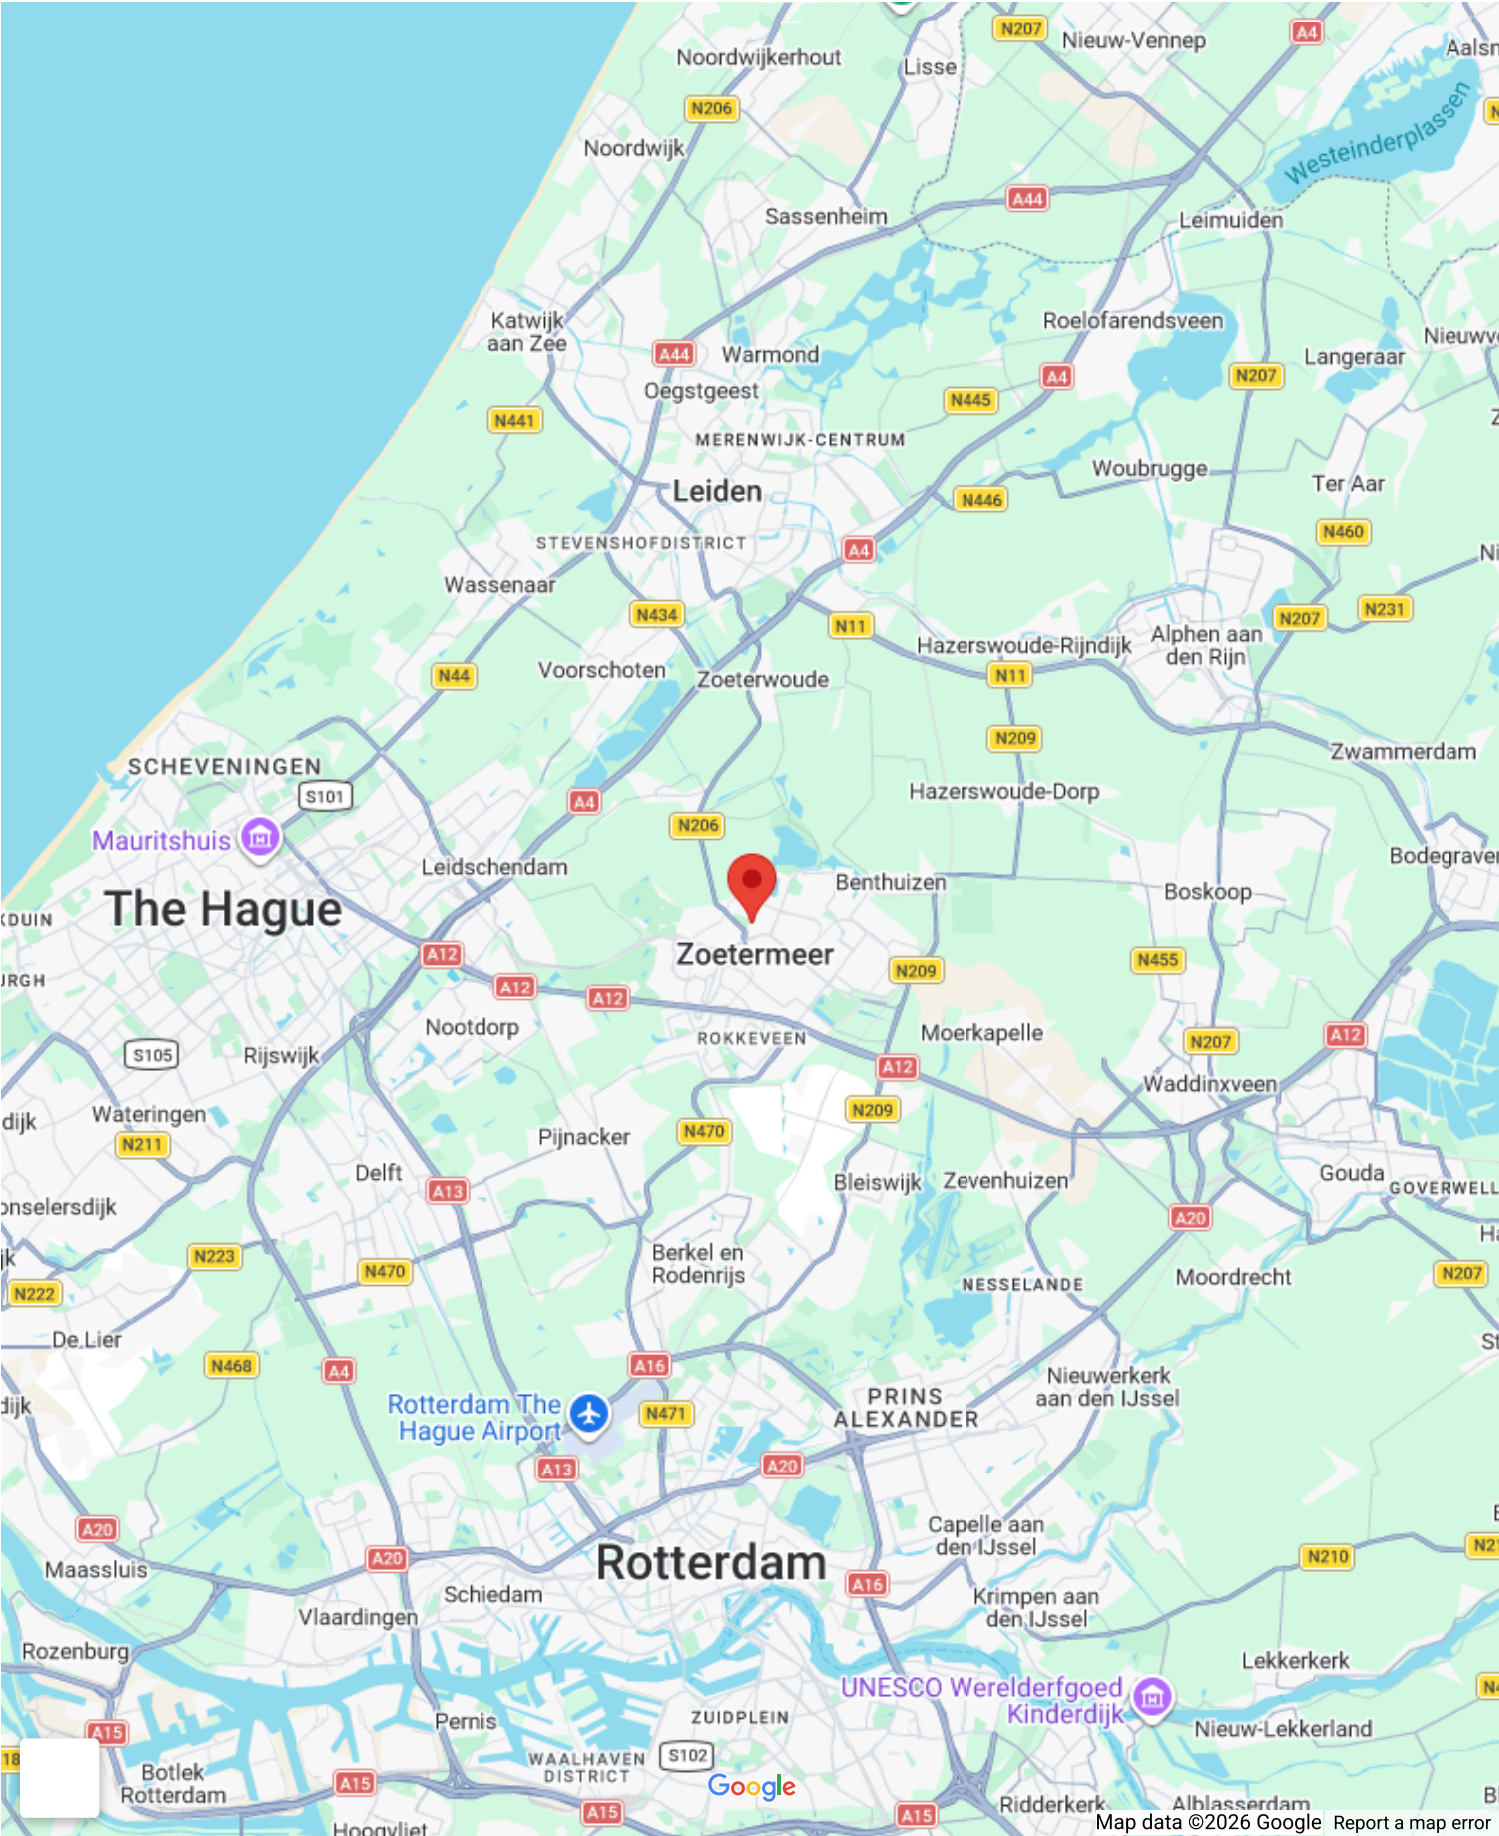 N207
Nieuw-Vennep
A4
Noordwijkerhout
Lisse
N206
Noordwijk
Westeinderplassen
A44
Sassenheim
Leimuiden
Katwijk
aan Zee
Roelofarendsveen
A44
Warmond
Langeraar
A4
N207
Oegstgeest
N445
N441
MERENWIJK-CENTRUM
Woubrugge
Leiden
Ter Aar
N446
N460
STEVENSHOFDISTRICT
A4
Wassenaar
N434
N11
N207
N231
Hazerswoude-Rijndijk
Alphen aan
den Rijn
Voorschoten
N44
Zoeterwoude
N11
N209
Zwammerdam
SCHEVENINGEN
S101
A4
Hazerswoude-Dorp
N206
Mauritshuis
Leidschendam
Bodegraven
Benthuizen
Boskoop
The Hague
A12
Zoetermeer
N209
N455
A12
A12
Nootdorp
ROKKEVEEN
Moerkapelle
N207
A12
S105
Rijswijk
A12
Waddinxveen
Wateringen
N211
N209
N470
Pijnacker
Delft
A13
Bleiswijk
Zevenhuizen
Gouda
GOVERWELL
A20
N223
Berkel en
Rodenrijs
N470
N222
NESSELANDE
Moordrecht
N207
De Lier
N468
A4
A16
Nieuwerkerk
aan den IJssel
Rotterdam The
Hague Airport
N471
PRINS
ALEXANDER
A13
A20
A20
Capelle aan
den IJssel
Maassluis
A20
Rotterdam
N210
A16
Schiedam
Krimpen aan
den IJssel
Vlaardingen
Rozenburg
Lekkerkerk
UNESCO Werelderfgoed
Kinderdijk
A15
Pernis
ZUIDPLEIN
Nieuw-Lekkerland
WAALHAVEN
DISTRICT
S102
Botlek
Rotterdam
A15
Google
A15
A15
Ridderkerk
Alblasserdam
Hoogvliet
Map data ©2026 Google
Report a map error